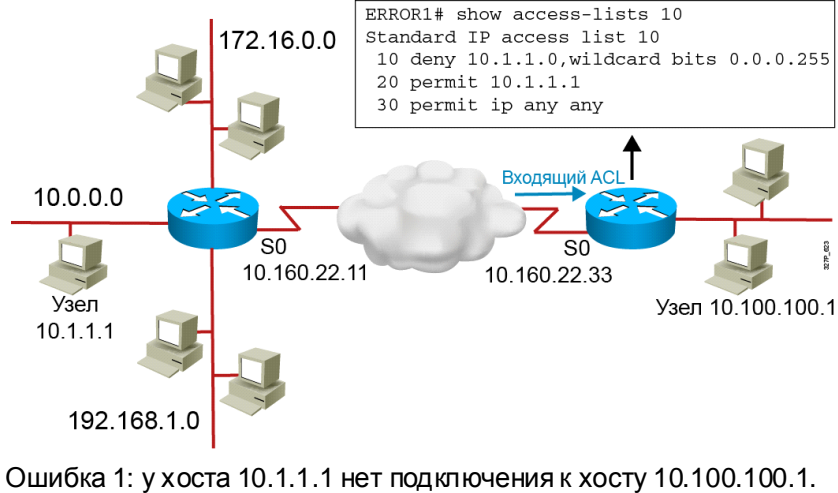 ERROR1# show access-lists 10
Standard IP access list 10
10 deny 10.1.1.0,wildcard bits 0.0.0.255
20 permit 10.1.1.1
30 permit ip any any
172.16.0.0
Входящий ACL
10.0.0.0
S0
10.160.22.11
S0
10.160.22.33
Узел
10.1.1.1
Узел 10.100.100.1
327P_623
192.168.1.0
Ошибка 1: у хоста 10.1.1.1 нет подключения к хосту 10.100.100.1.